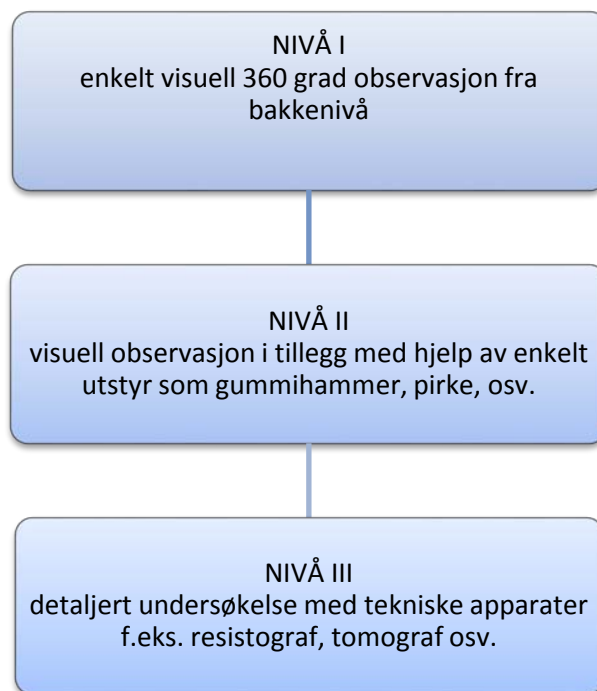 NIVÅ I
enkelt visuell 360 grad observasjon fra
bakkenivå
NIVÅ II
visuell observasjon i tillegg med hjelp av enkelt
utstyr som gummihammer, pirke, osv.
NIVÅ III
detaljert undersøkelse med tekniske apparater
f.eks. resistograf, tomograf osv.